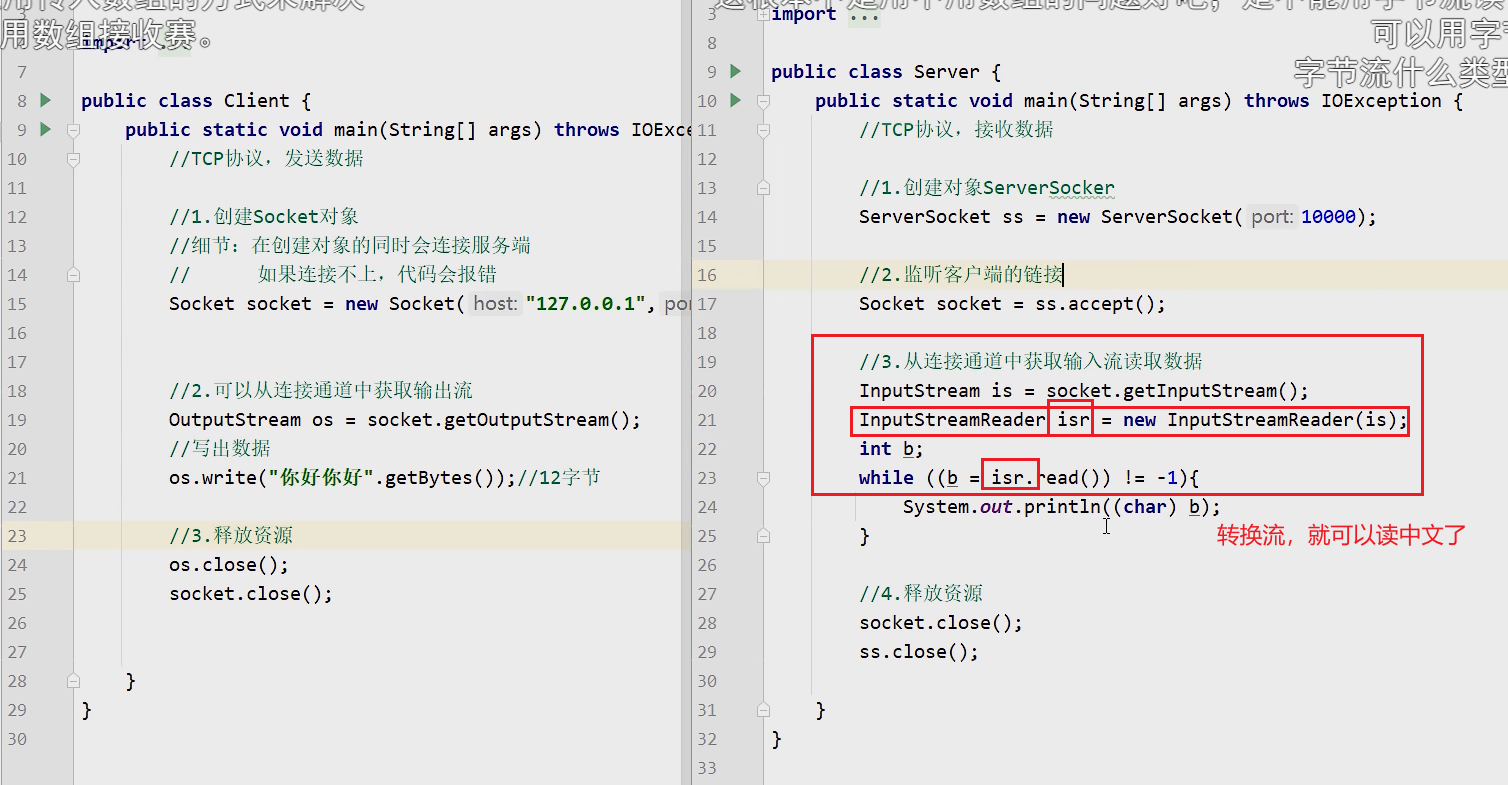 用数组接收赛。
7
8 public class Client {
9 public static void main(String[] args) throws IOExce
10 //TCP协议，发送数据
11
12 //1.创建Socket对象
13 //细节：在创建对象的同时会连接服务端
14 // 如果连接不上，代码会报错
15 Socket socket = new Socket( host: "127.0.0.1", por
16
17
18 //2.可以从连接通道中获取输出流
19 OutputStream os = socket.getOutputStream();
20 //写出数据
21 os.write("你好你好".getBytes());//12字节
22
23 //3.释放资源
24 os.close();
25 socket.close();
26
27
28 }
29 }
30
可以用字
字节流什么类型
3 import ...
8
9 public class Server {
10 public static void main(String[] args) throws IOException {
11 //TCP协议，接收数据
12
13 //1.创建对象ServerSocker
14 ServerSocket ss = new ServerSocket( port: 10000);
15
16 //2.监听客户端的链接
17 Socket socket = ss.accept();
18
19 //3.从连接通道中获取输入流读取数据
20 InputStream is = socket.getInputStream();
21 InputStreamReader isr = new InputStreamReader(is);
22 int b;
23 while ((b = isr.read()) != -1){
24 System.out.println((char) b);
25 }
转换流，就可以读中文了
26
27 //4.释放资源
28 socket.close();
29 ss.close();
30
31 }
32 }
33